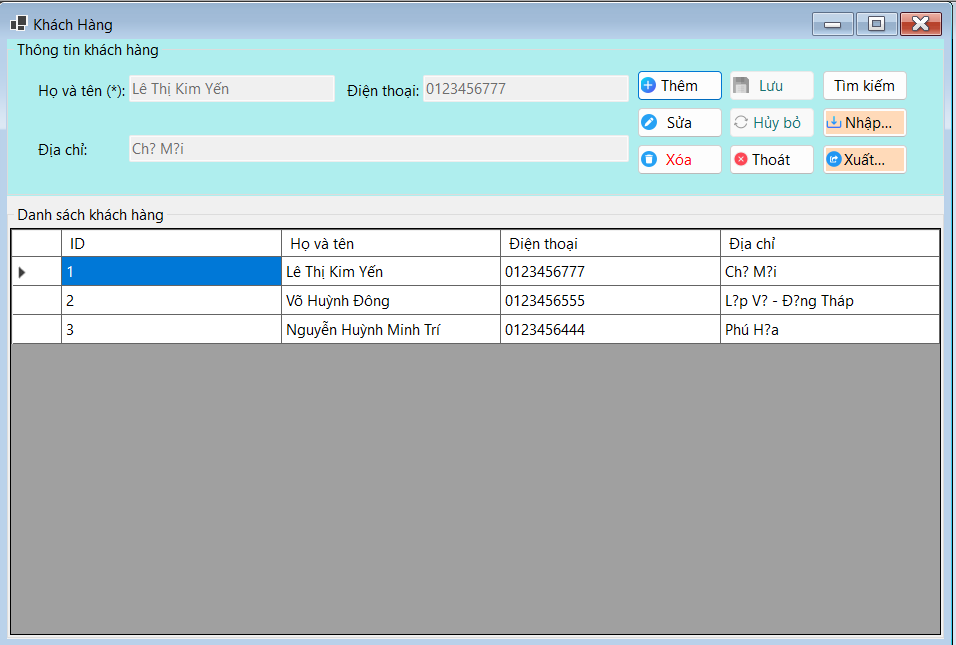 Khách Hàng
Thông tin khách hàng
Họ và tên (*): Lê Thị Kim Yến Điện thoại: 0123456777 Thêm Lưu Tìm kiếm
Sửa Hủy bỏ Nhập...
Địa chỉ: Ch? M?i Xóa Thoát Xuất...
Danh sách khách hàng
ID Họ và tên Điện thoại Địa chỉ
1 Lê Thị Kim Yến 0123456777 Ch? M?i
2 Võ Huỳnh Đông 0123456555 L?p V? - Đ?ng Tháp
3 Nguyễn Huỳnh Minh Trí 0123456444 Phú H?a